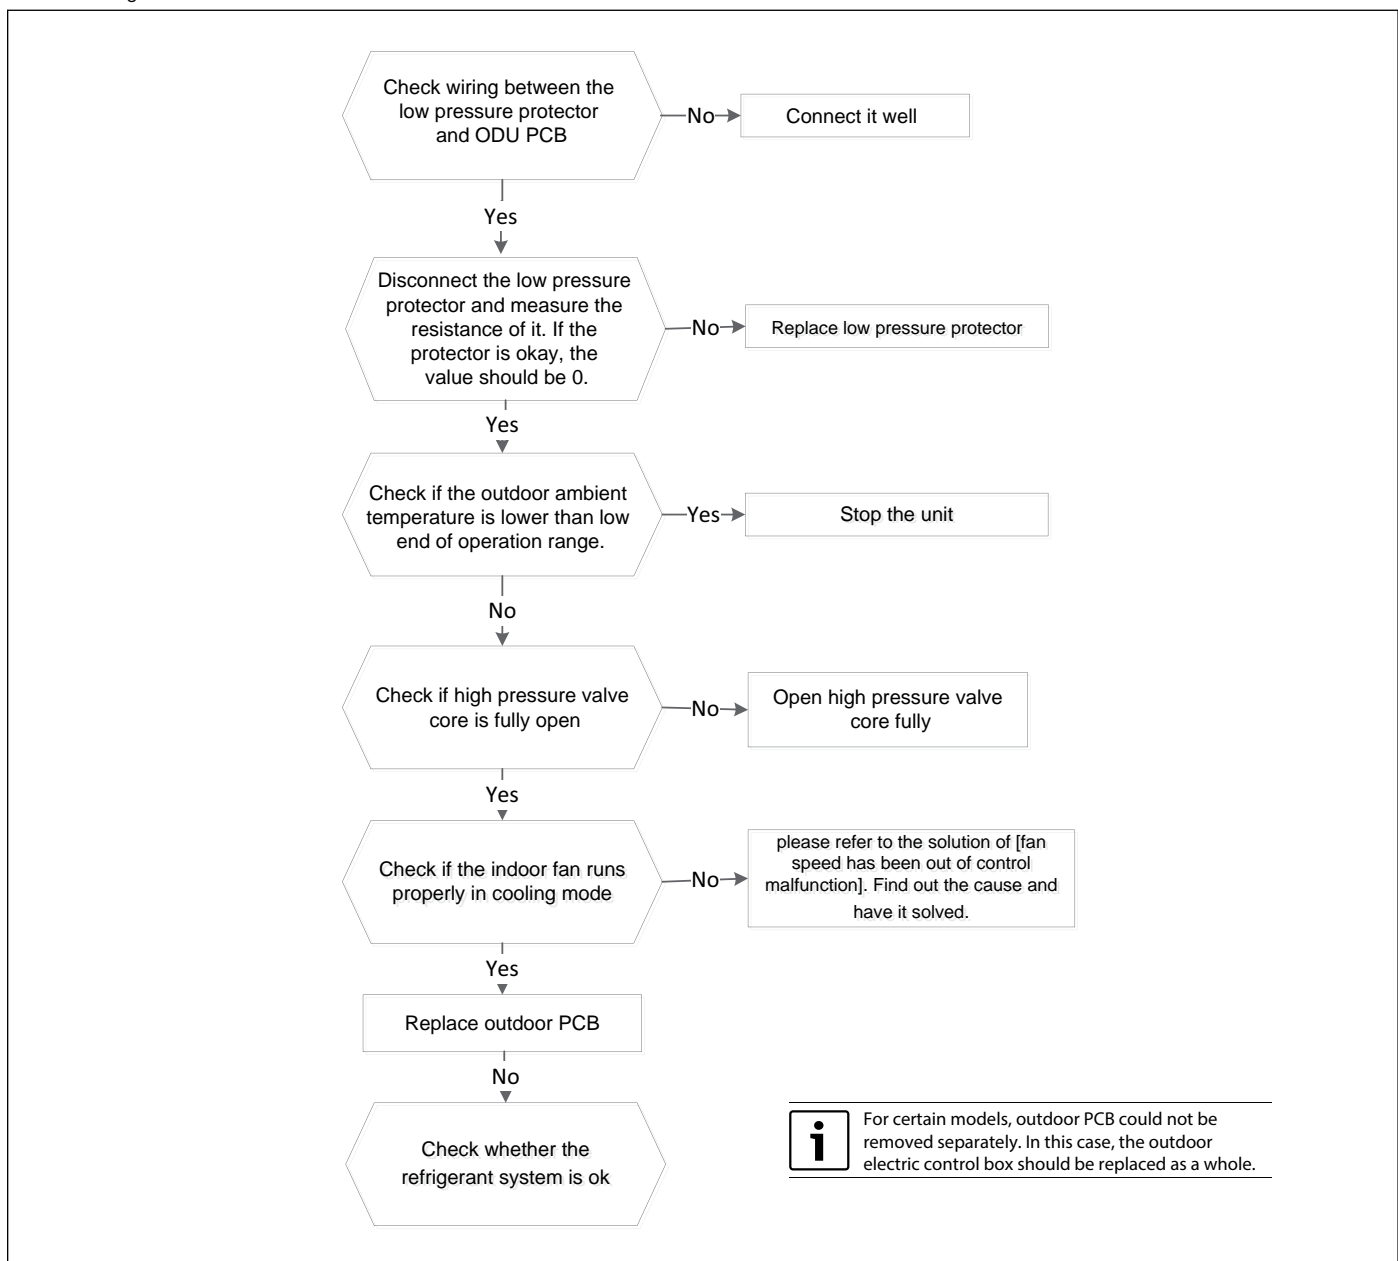 Check wiring between the
low pressure protector
and ODU PCB
No
Connect it well
Yes
Disconnect the low pressure
protector and measure the
resistance of it. If the
protector is okay, the
value should be 0.
No
Replace low pressure protector
Yes
Check if the outdoor ambient
temperature is lower than low
end of operation range.
Yes
Stop the unit
No
Check if high pressure valve
core is fully open
No
Open high pressure valve
core fully
Yes
Check if the indoor fan runs
properly in cooling mode
No
please refer to the solution of [fan
speed has been out of control
malfunction]. Find out the cause and
have it solved.
Yes
Replace outdoor PCB
No
Check whether the
refrigerant system is ok
i
For certain models, outdoor PCB could not be
removed separately. In this case, the outdoor
electric control box should be replaced as a whole.